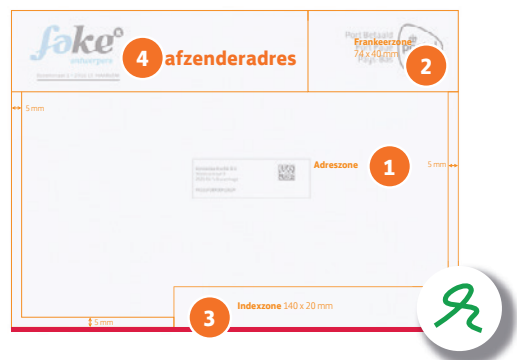 fake
ontwerpers
4 afzenderadres
Port Betaald
Frankeerzone
74 x 40 mm
2
5 mm
Adreszone
1
5 mm
3
Indexzone 140 x 20 mm
5 mm